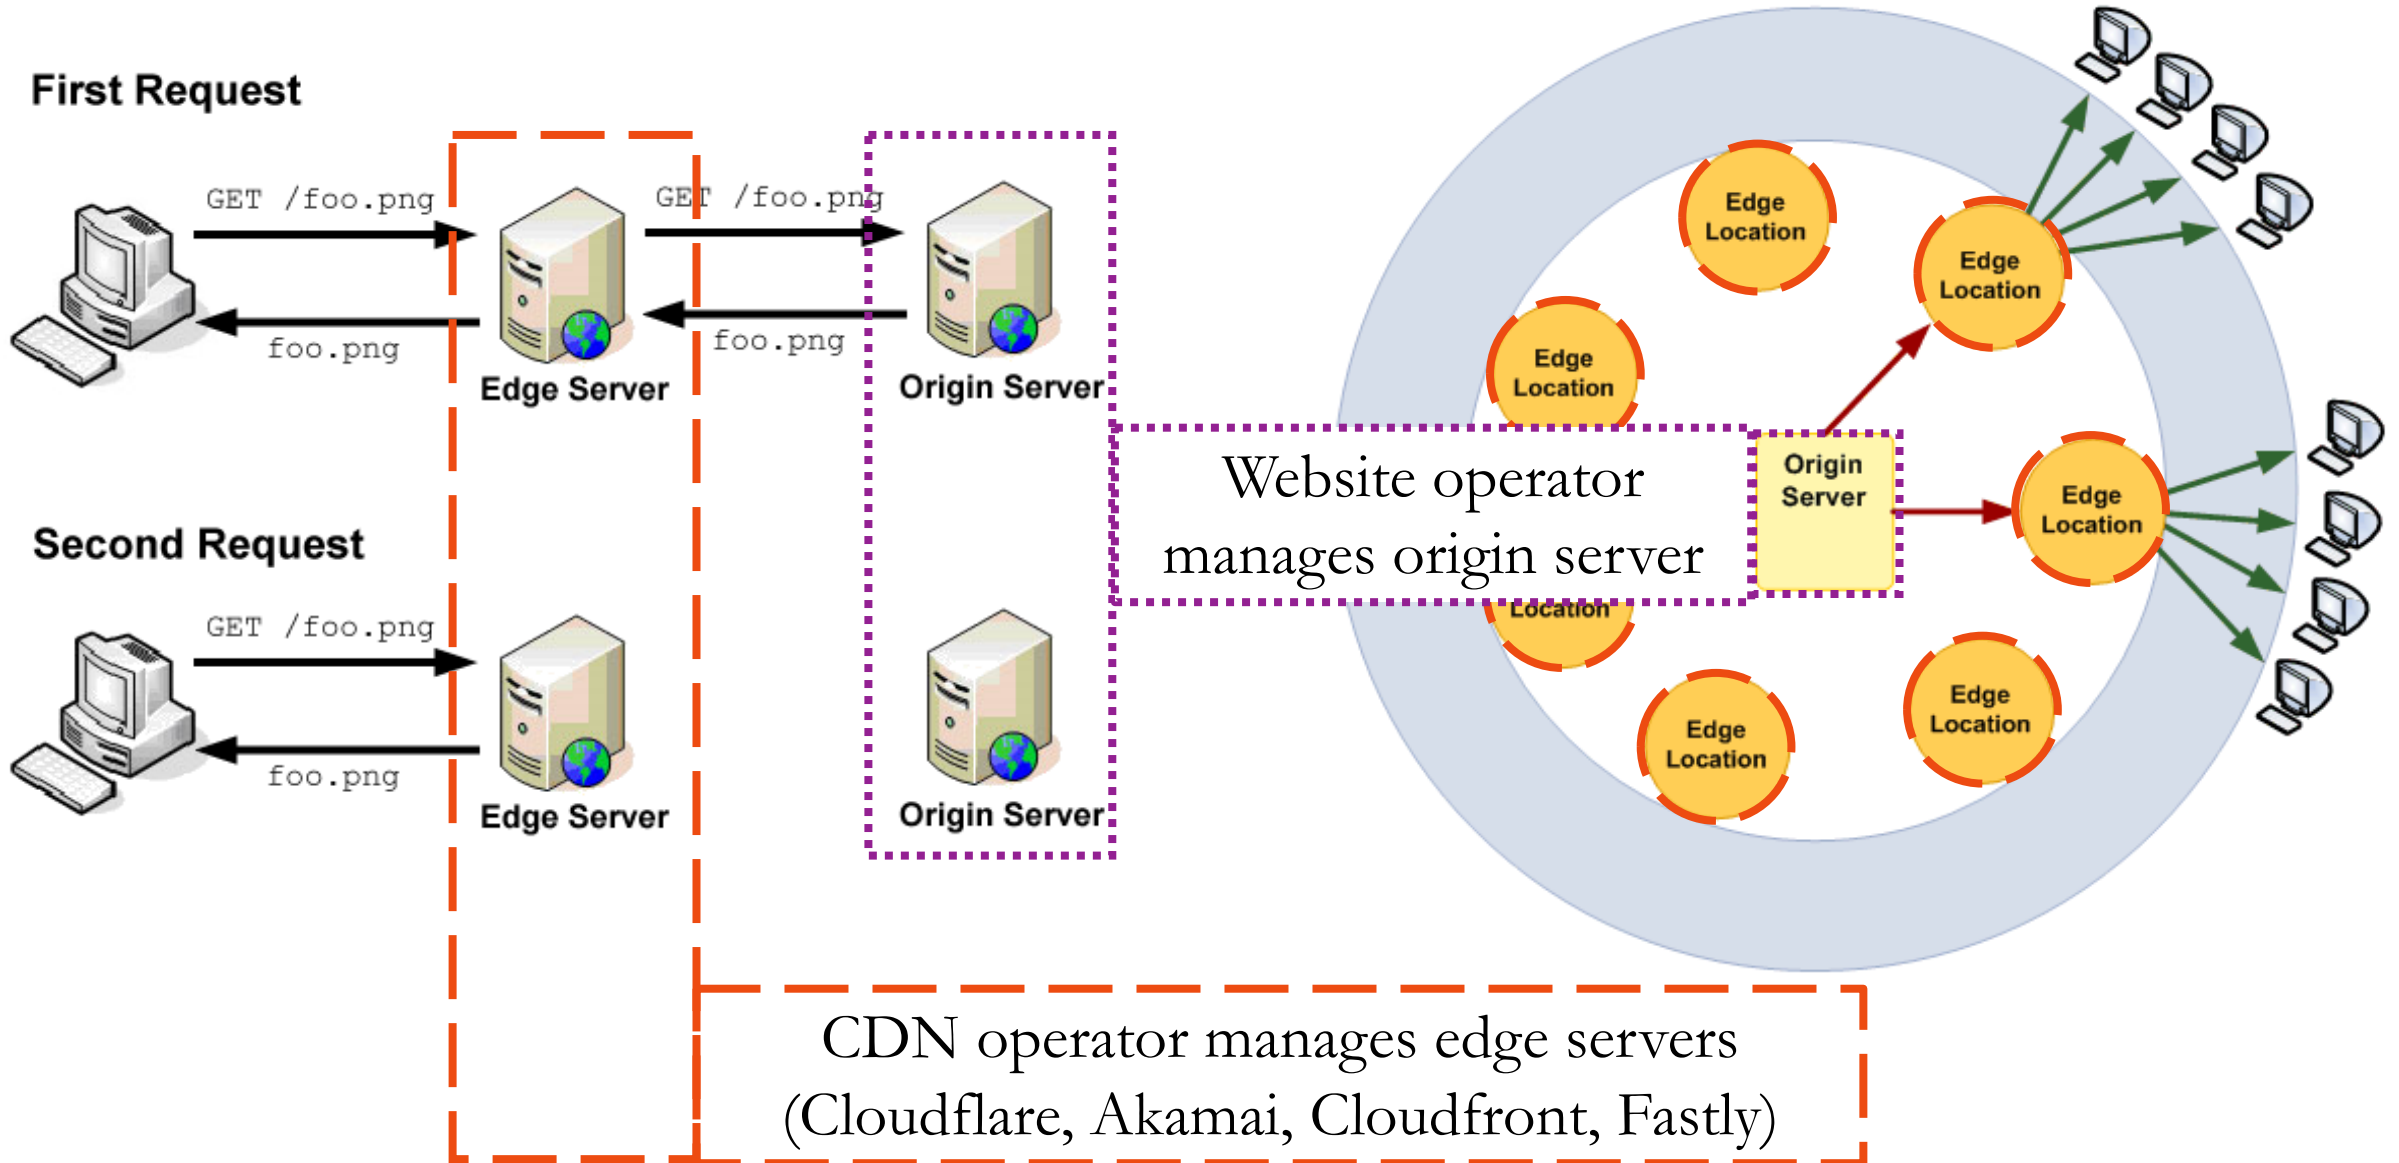 First Request
GET /foo.png
GET /foo.png
foo.png
foo.png
Edge Server
Origin Server
Second Request
GET /foo.png
foo.png
Edge Server
Origin Server
Edge
Location
Edge
Location
Edge
Location
Website operator
manages origin server
Origin
Server
Edge
Location
Location
Edge
Location
Edge
Location
CDN operator manages edge servers
(Cloudflare, Akamai, Cloudfront, Fastly)